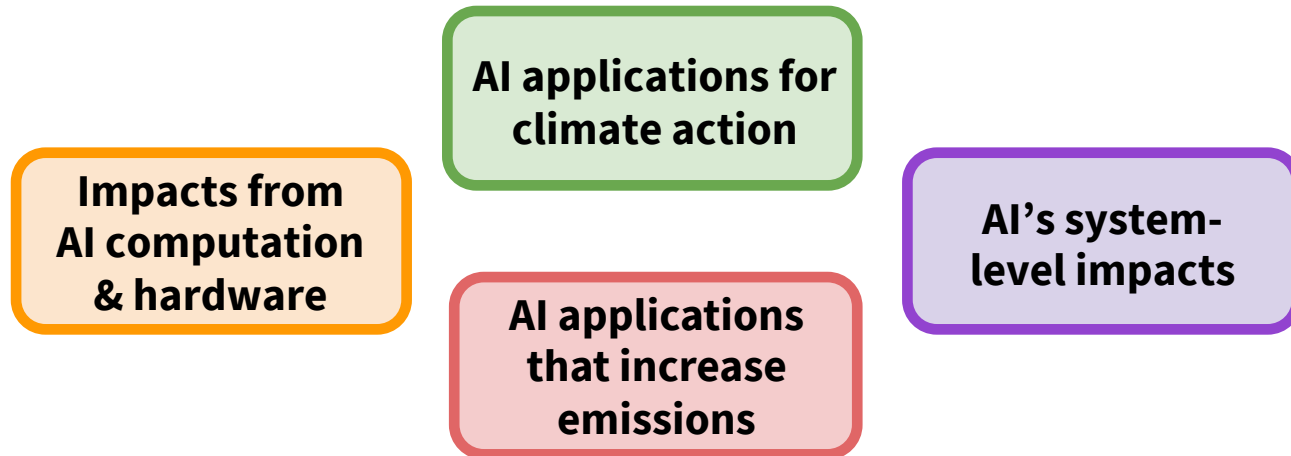 AI applications for
climate action
Impacts from
AI computation
& hardware
AI’s system-
level impacts
AI applications
that increase
emissions